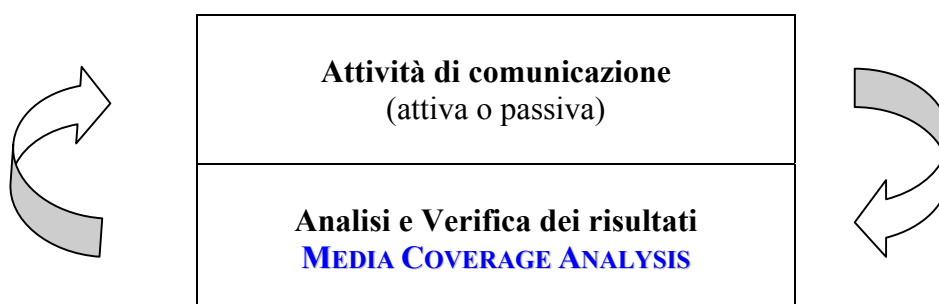 Attività di comunicazione
(attiva o passiva)
Analisi e Verifica dei risultati
MEDIA COVERAGE ANALYSIS